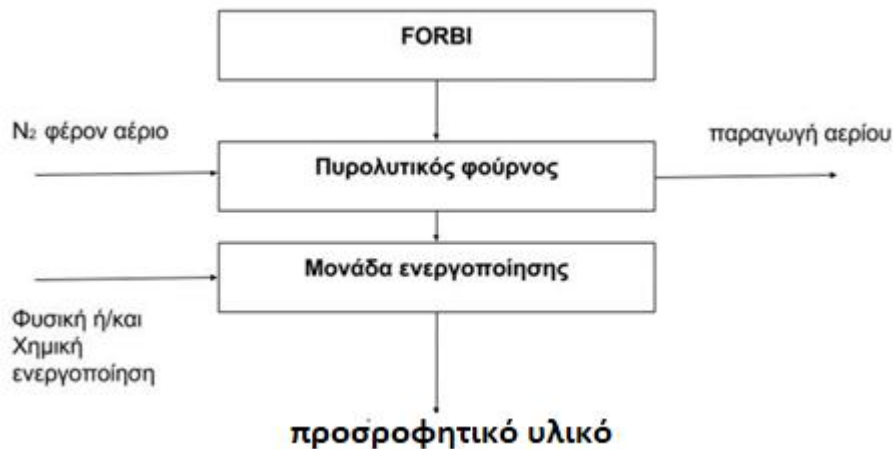 FORBI
N₂ φέρον αέριο
παραγωγή αερίου
Πυρολυτικός φούρνος
Μονάδα ενεργοποίησης
Φυσική ή/και
Χημική
ενεργοποίηση
προσροφητικό υλικό